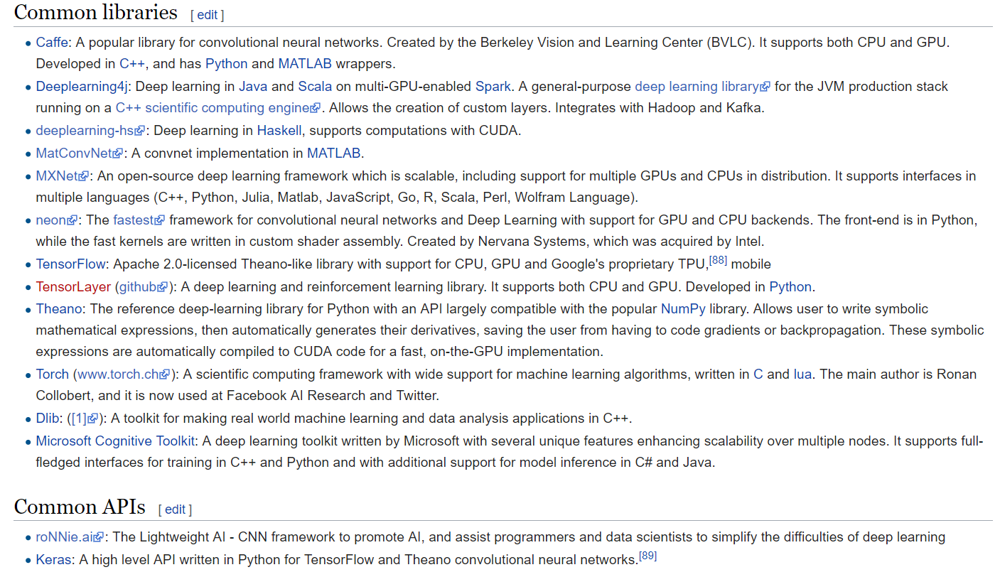 Common libraries [ edit ]
Caffe: A popular library for convolutional neural networks. Created by the Berkeley Vision and Learning Center (BVLC). It supports both CPU and GPU.
Developed in C++, and has Python and MATLAB wrappers.
Deeplearning4j: Deep learning in Java and Scala on multi-GPU-enabled Spark. A general-purpose deep learning library for the JVM production stack
running on a C++ scientific computing engine. Allows the creation of custom layers. Integrates with Hadoop and Kafka.
deeplearning-hs: Deep learning in Haskell, supports computations with CUDA.
MatConvNet: A convnet implementation in MATLAB.
MXNet: An open-source deep learning framework which is scalable, including support for multiple GPUs and CPUs in distribution. It supports interfaces in
multiple languages (C++, Python, Julia, Matlab, JavaScript, Go, R, Scala, Perl, Wolfram Language).
neon: The fastest framework for convolutional neural networks and Deep Learning with support for GPU and CPU backends. The front-end is in Python,
while the fast kernels are written in custom shader assembly. Created by Nervana Systems, which was acquired by Intel.
TensorFlow: Apache 2.0-licensed Theano-like library with support for CPU, GPU and Google's proprietary TPU,[88] mobile
TensorLayer (github): A deep learning and reinforcement learning library. It supports both CPU and GPU. Developed in Python.
Theano: The reference deep-learning library for Python with an API largely compatible with the popular NumPy library. Allows user to write symbolic
mathematical expressions, then automatically generates their derivatives, saving the user from having to code gradients or backpropagation. These symbolic
expressions are automatically compiled to CUDA code for a fast, on-the-GPU implementation.
Torch (www.torch.ch): A scientific computing framework with wide support for machine learning algorithms, written in C and lua. The main author is Ronan
Collobert, and it is now used at Facebook AI Research and Twitter.
Dlib: ([1]): A toolkit for making real world machine learning and data analysis applications in C++.
Microsoft Cognitive Toolkit: A deep learning toolkit written by Microsoft with several unique features enhancing scalability over multiple nodes. It supports full-
fledged interfaces for training in C++ and Python and with additional support for model inference in C# and Java.
Common APIs [ edit ]
roNNie.ai: The Lightweight AI - CNN framework to promote AI, and assist programmers and data scientists to simplify the difficulties of deep learning
Keras: A high level API written in Python for TensorFlow and Theano convolutional neural networks.[89]